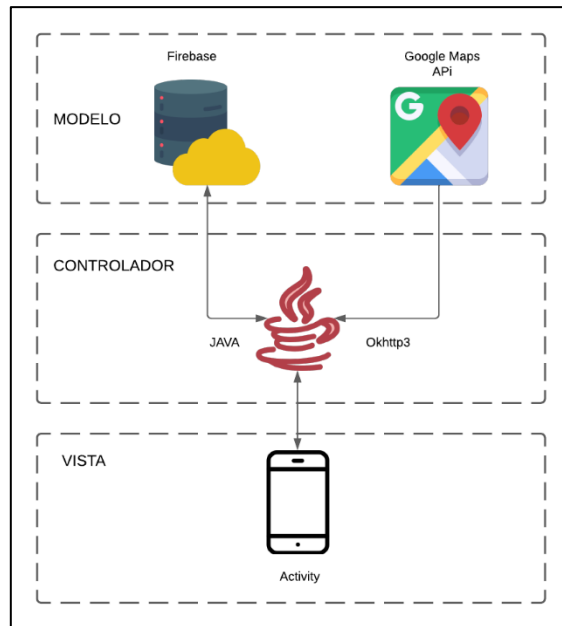 Firebase
Google Maps
APi
G
MODELO
CONTROLADOR
JAVA
Okhttp3
VISTA
Activity